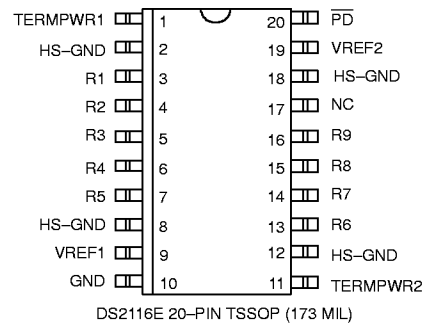 TERMPWR1 1 20 P̅D̅
HS–GND 2 19 VREF2
R1 3 18 HS–GND
R2 4 17 NC
R3 5 16 R9
R4 6 15 R8
R5 7 14 R7
HS–GND 8 13 R6
VREF1 9 12 HS–GND
GND 10 11 TERMPWR2
DS2116E 20–PIN TSSOP (173 MIL)